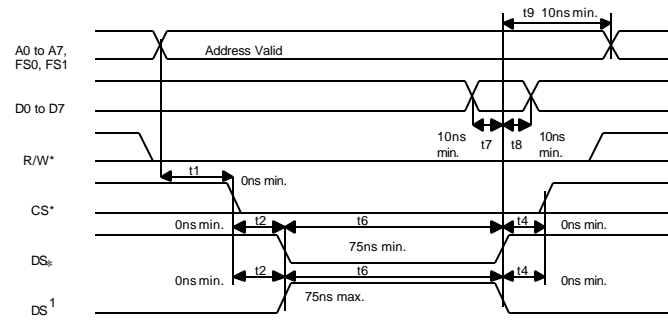 t9 10ns min.
A0 to A7,
FS0, FS1
Address Valid
D0 to D7
10ns
min.
t7
t8
10ns
min.
R/W*
t1
0ns min.
CS*
0ns min.
t2
t6
t4
0ns min.
DS*
75ns min.
0ns min.
t2
t6
t4
0ns min.
DS1
75ns max.